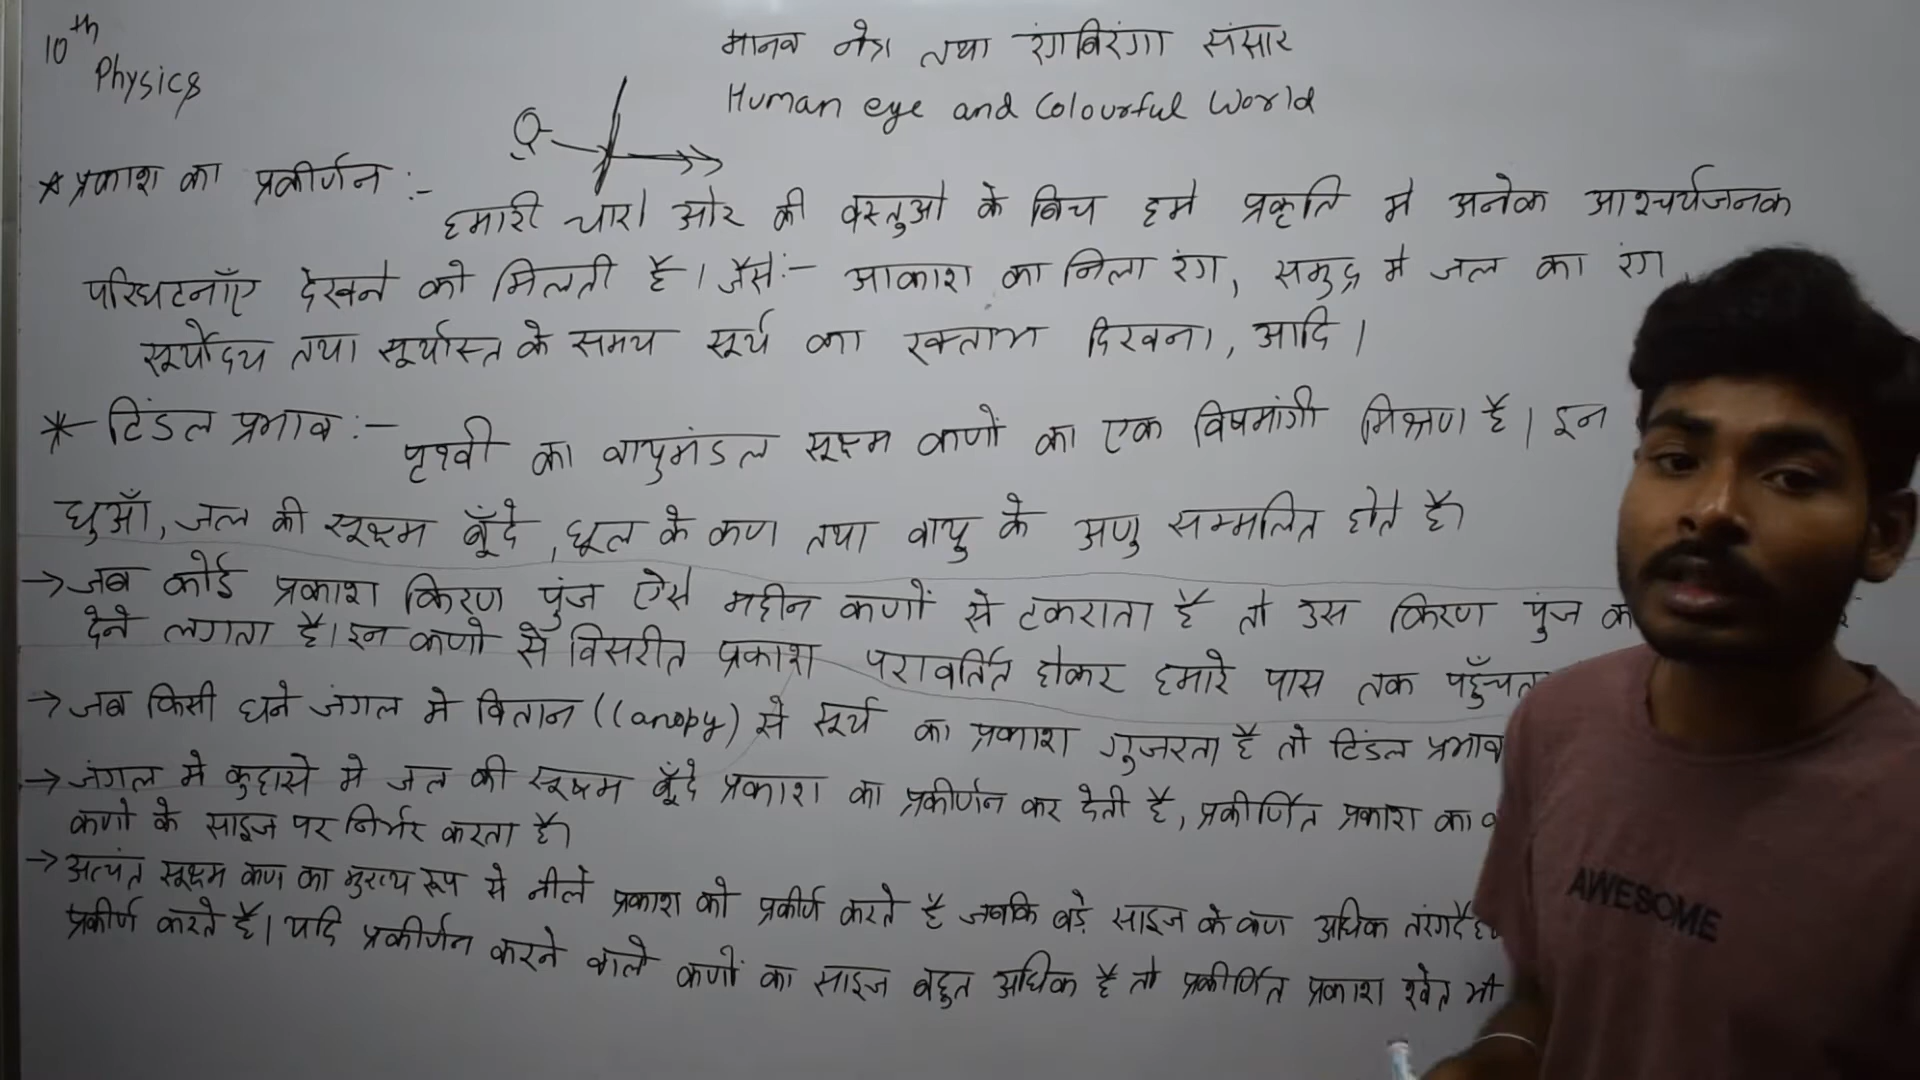 10th
Physics
मानव नेत्र तथा रंगबिरंगा संसार
Human eye and Colourful World
* प्रकाश का प्रकीर्णन :-
हमारी चारों ओर की वस्तुओ के बिच हमे प्रकृति मे अनेक आश्चर्यजनक
परिघटनाँए देखने को मिलती है। जैसे:- आकाश का निला रंग, समुद्र मे जल का रंग,
सूर्योदय तथा सूर्यास्त के समय सूर्य का रक्ताभ दिखना, आदि।
* टिंडल प्रभाव :- पृथ्वी का वायुमंडल सूक्ष्म कणों का एक विषमांगी मिश्रण है। इन
धुआँ, जल की सूक्ष्म बूँदे, धूल के कण तथा वायु के अणु सम्मलित होते है।
→ जब कोई प्रकाश किरण पुंज ऐसे महीन कणों से टकराता है तो उस किरण पुंज का
देने लगता है। इन कणो से विसरीत प्रकाश परावर्तित होकर हमारे पास तक
→ जब किसी घने जंगल मे वितान (Canopy) से सूर्य का प्रकाश गुजरता है तो टिंडल प्रभाव
→ जंगल मे कुहासे मे जल की सूक्ष्म बूँदे प्रकाश का प्रकीर्णन कर देती है, प्रकीर्णित प्रकाश का
कणो के साइज पर निर्भर करता है।
→ अत्यंत सूक्ष्म कण का मुख्य रूप से नीले प्रकाश को प्रकीर्ण करते है जबकि बड़े साइज के कण अधिक
प्रकीर्ण करते है। यदि प्रकीर्णन करने वाले कणों का साइज बहुत अधिक है तो प्रकीर्णित प्रकाश श्वेत भी
AWESOME